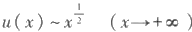 u(x) ~ x^{1/2} (x→+∞)